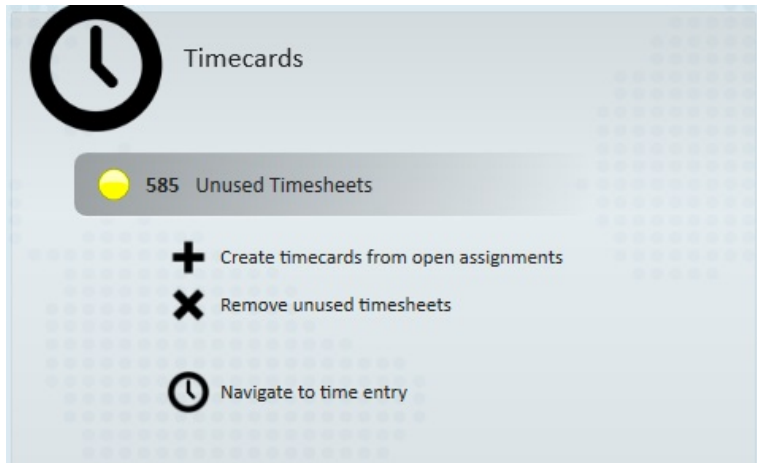 Timecards
585 Unused Timesheets
Create timecards from open assignments
Remove unused timesheets
Navigate to time entry